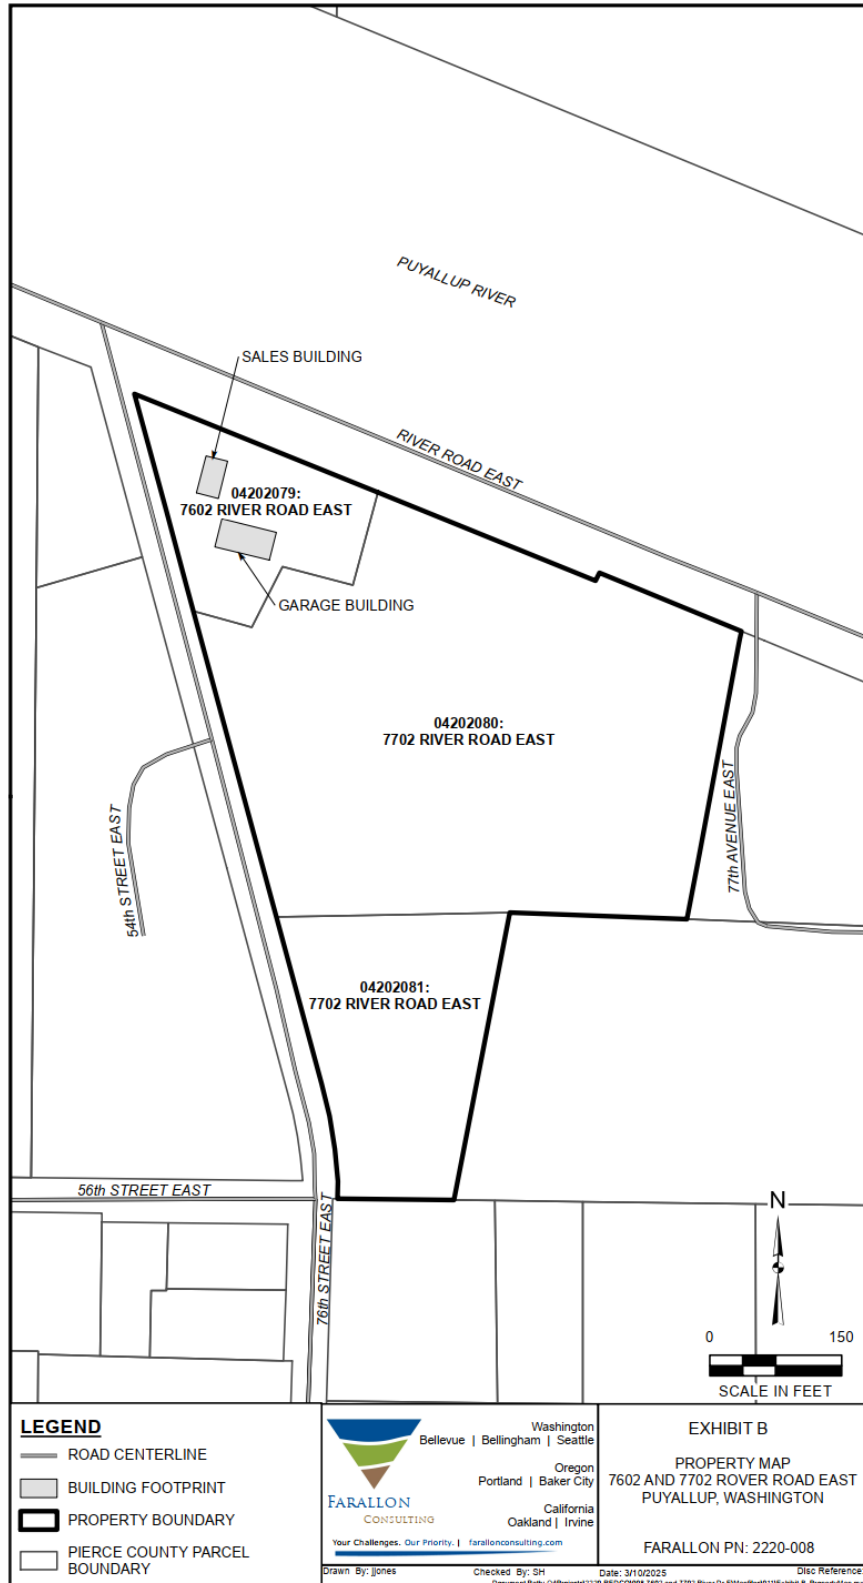 PUYALLUP RIVER
SALES BUILDING
RIVER ROAD EAST
04202079:
7602 RIVER ROAD EAST
GARAGE BUILDING
04202080:
7702 RIVER ROAD EAST
77th AVENUE EAST
54th STREET EAST
04202081:
7702 RIVER ROAD EAST
56th STREET EAST
76th STREET EAST
N
0 150
SCALE IN FEET
LEGEND
ROAD CENTERLINE
BUILDING FOOTPRINT
PROPERTY BOUNDARY
PIERCE COUNTY PARCEL
BOUNDARY
FARALLON
CONSULTING
Your Challenges. Our Priority. | farallonconsulting.com
Washington
Bellevue | Bellingham | Seattle
Oregon
Portland | Baker City
California
Oakland | Irvine
EXHIBIT B
PROPERTY MAP
7602 AND 7702 ROVER ROAD EAST
PUYALLUP, WASHINGTON
FARALLON PN: 2220-008
Drawn By: jjones Checked By: SH Date: 3/10/2025 Disc Reference: